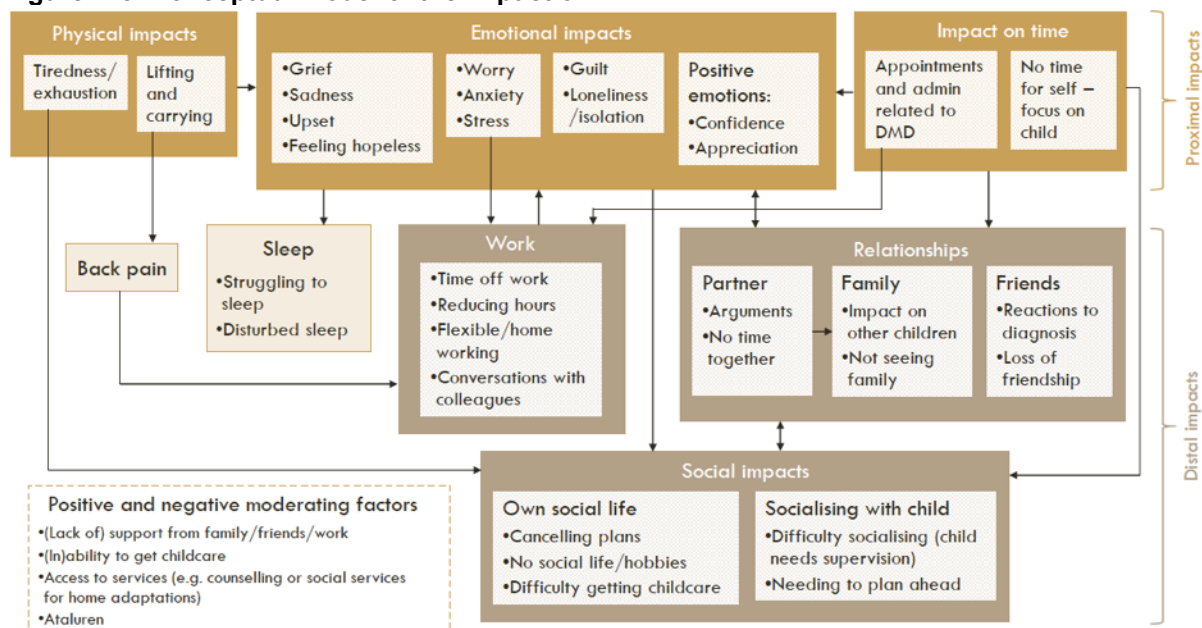 Physical impacts
Tiredness/
exhaustion
Lifting
and
carrying
Emotional impacts
•Grief
•Sadness
•Upset
•Feeling hopeless
•Worry
•Anxiety
•Stress
•Guilt
•Loneliness
/isolation
Positive
emotions:
•Confidence
•Appreciation
Impact on time
Appointments
and admin
related to
DMD
No time
for self –
focus on
child
Proximal impacts
Back pain
Sleep
•Struggling to
sleep
•Disturbed sleep
Work
•Time off work
•Reducing hours
•Flexible/home
working
•Conversations with
colleagues
Relationships
Partner
•Arguments
•No time
together
Family
•Impact on
other children
•Not seeing
family
Friends
•Reactions to
diagnosis
•Loss of
friendship
Distal impacts
Social impacts
Own social life
•Cancelling plans
•No social life/hobbies
•Difficulty getting childcare
Socialising with child
•Difficulty socialising (child
needs supervision)
•Needing to plan ahead
Positive and negative moderating factors
•(Lack of) support from family/friends/work
•(In)ability to get childcare
•Access to services (e.g. counselling or social services
for home adaptations)
•Ataluren